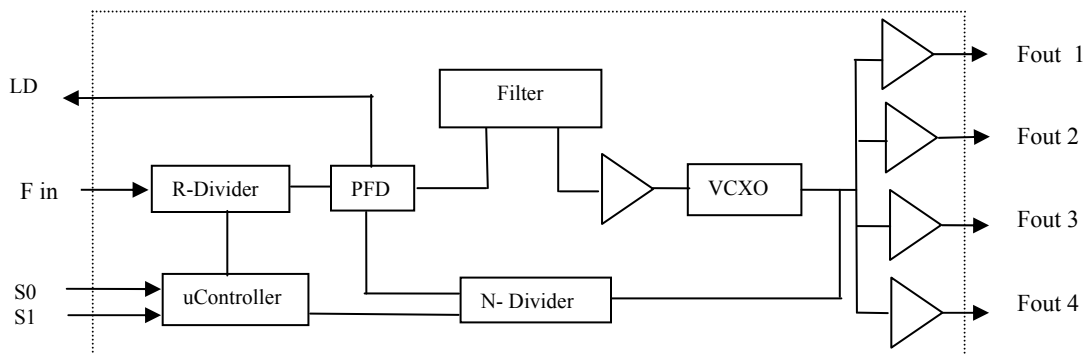 Fout 1
LD
Filter
Fout 2
F in
R-Divider
PFD
VCXO
Fout 3
S0
S1
uController
N- Divider
Fout 4